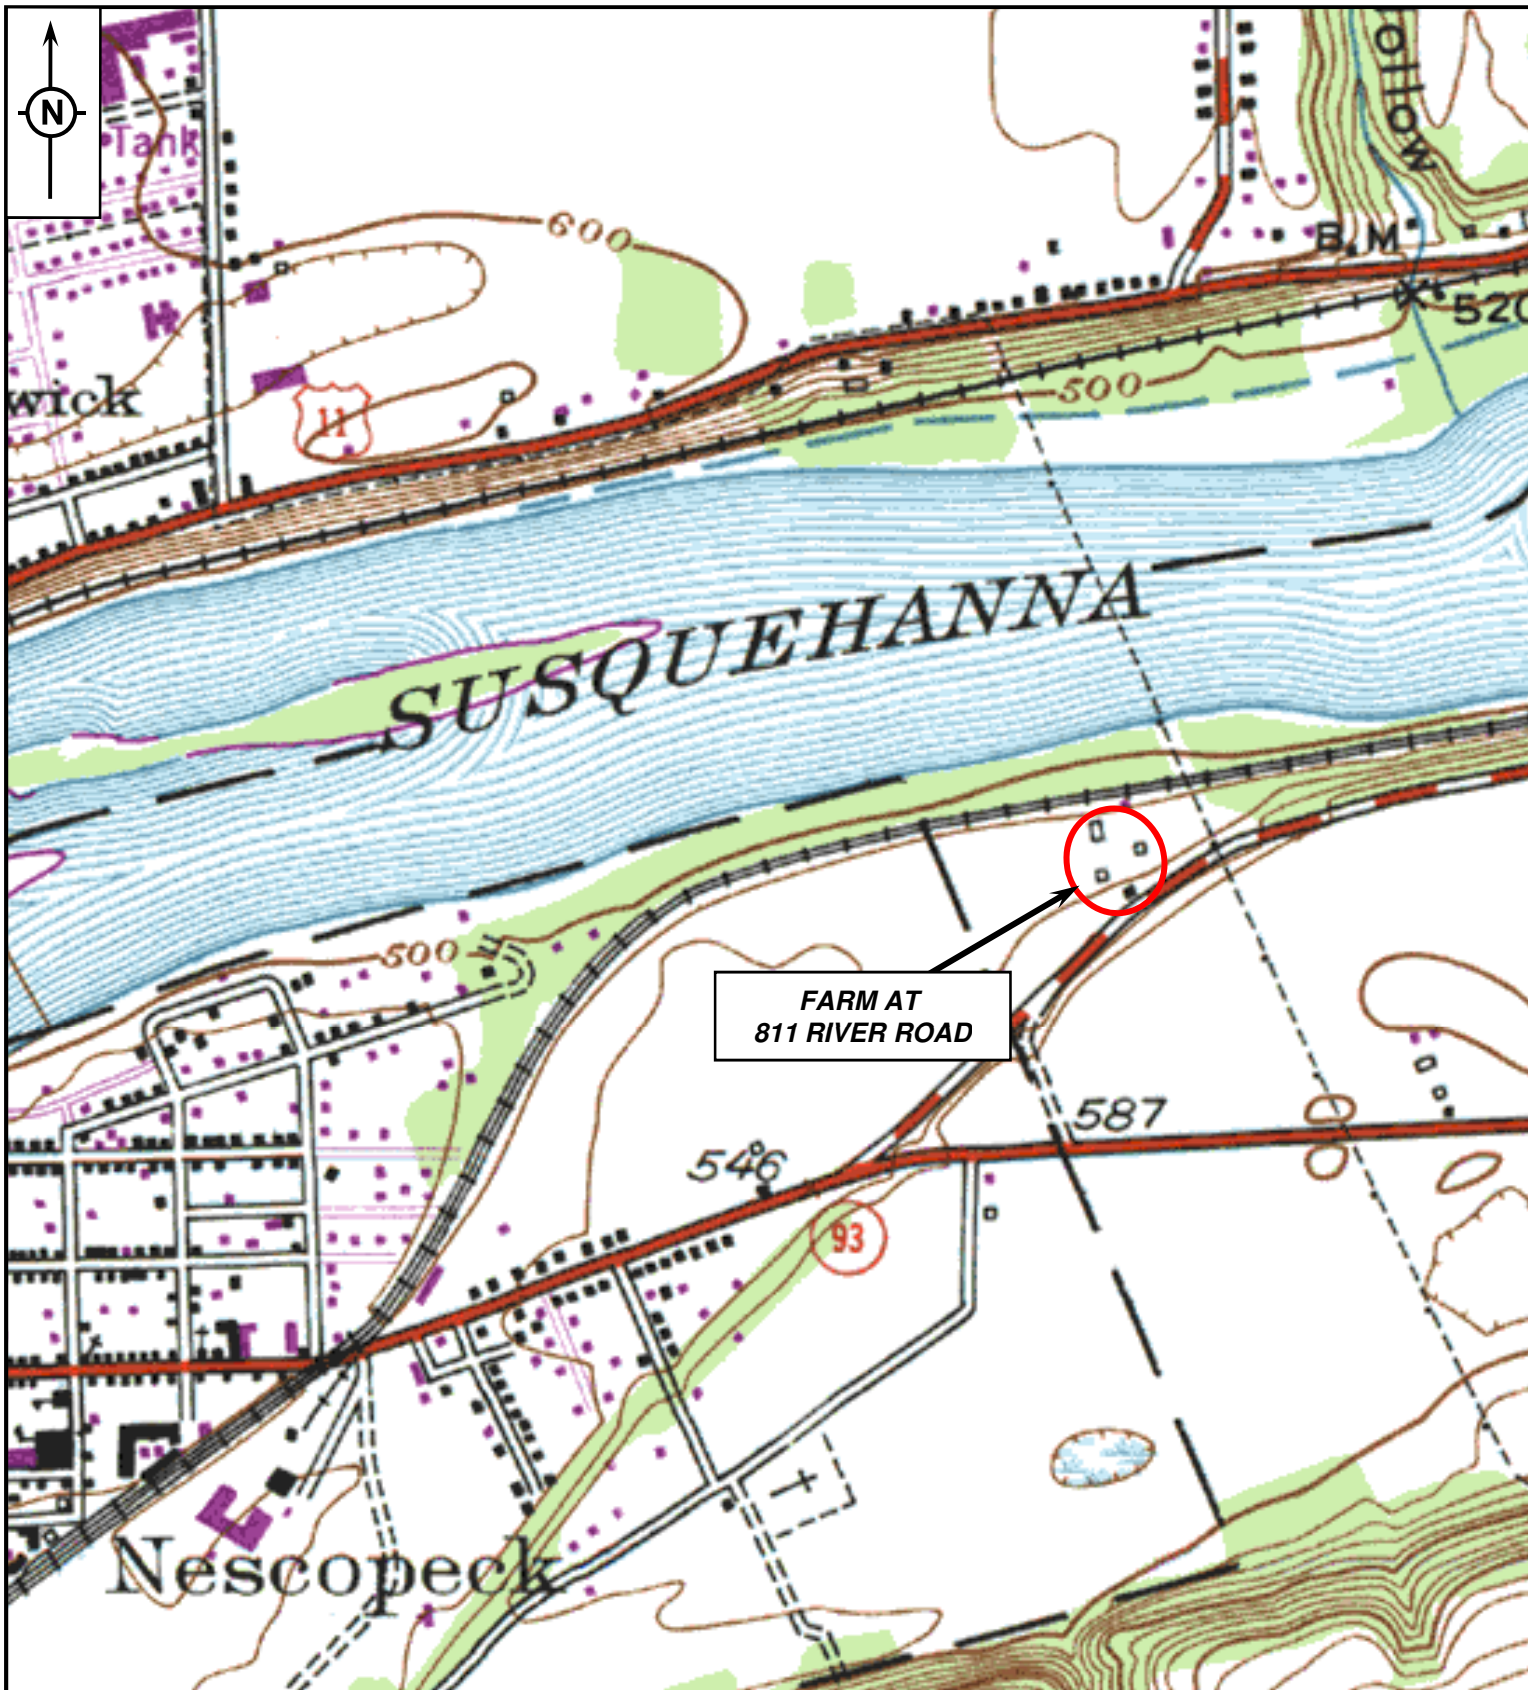 N
Tank
ollow
600
B.M
520
wick
11
500
SUSQUEHANNA
500
FARM AT
811 RIVER ROAD
587
546
93
Nescopeck